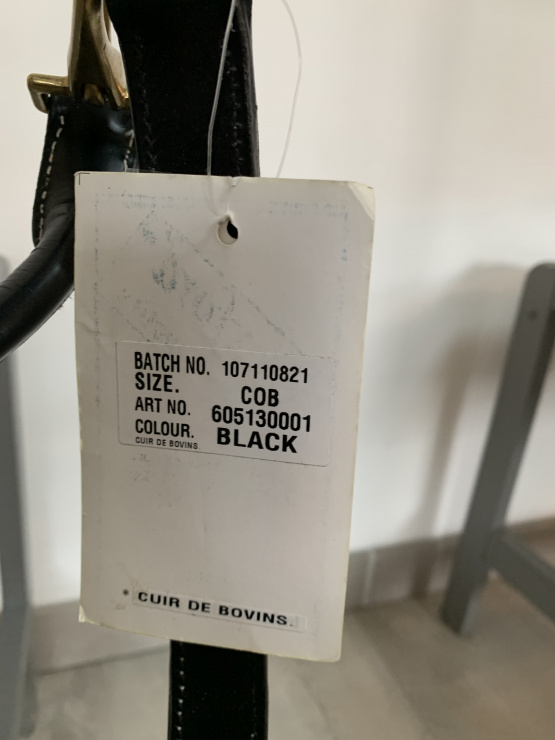 BATCH NO. 107110821
SIZE. COB
ART NO. 605130001
COLOUR. BLACK
CUIR DE BOVINS
* CUIR DE BOVINS.